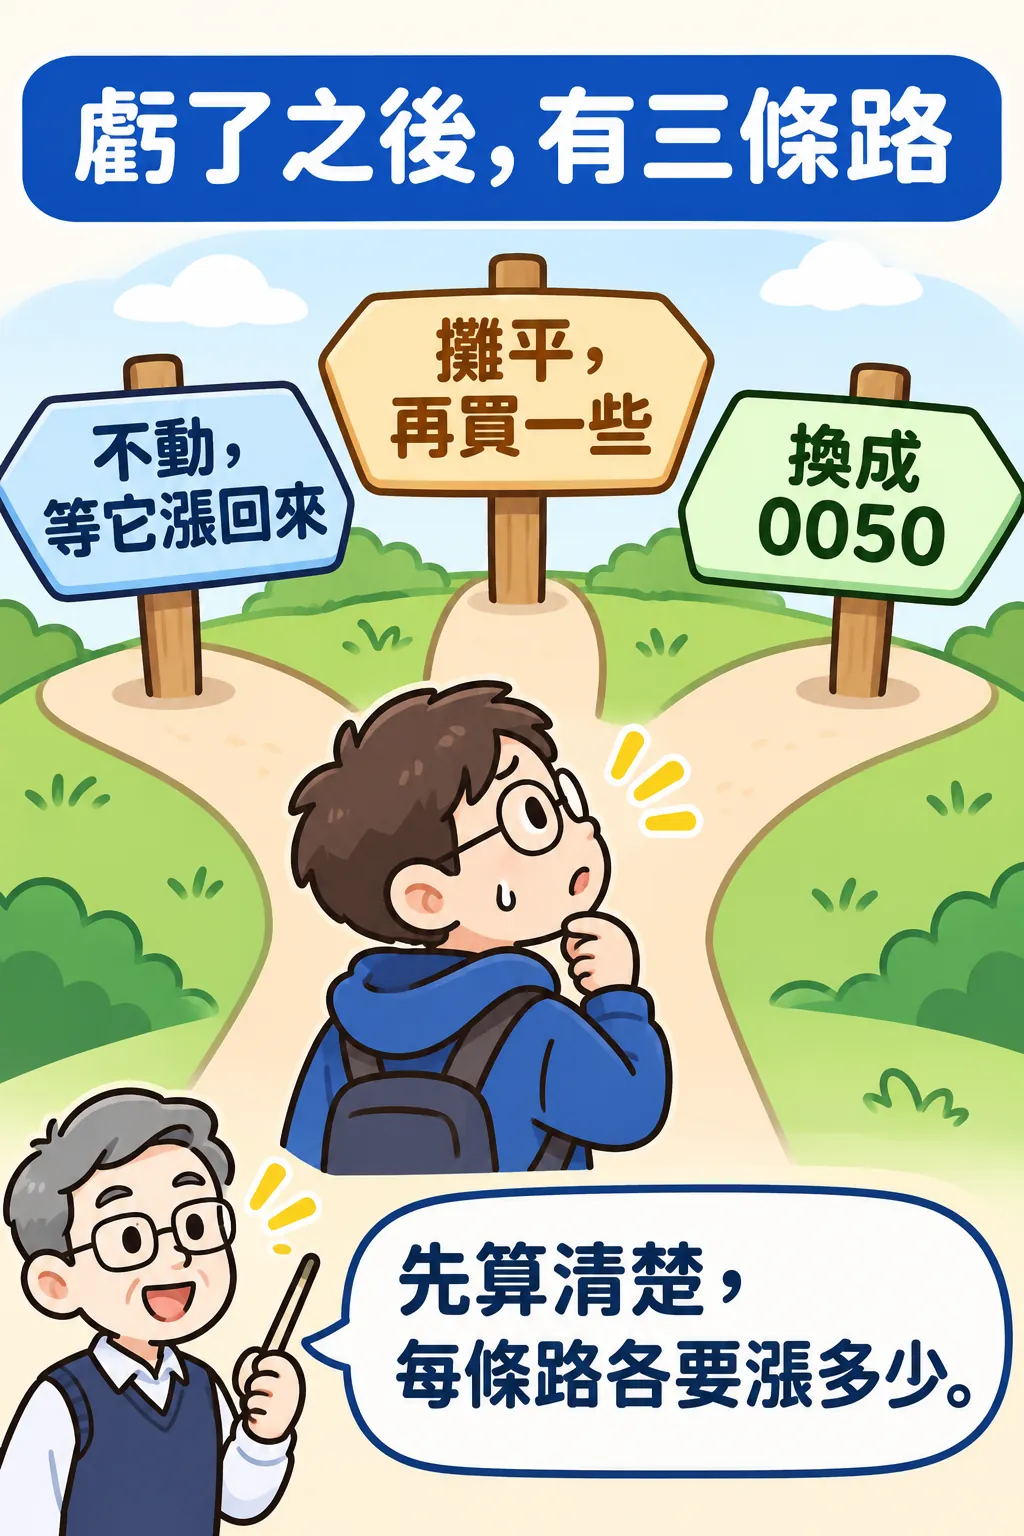 虧了之後,有三條路
不動,
等它漲回來
攤平,
再買一些
換成
0050
先算清楚,
每條路各要漲多少。